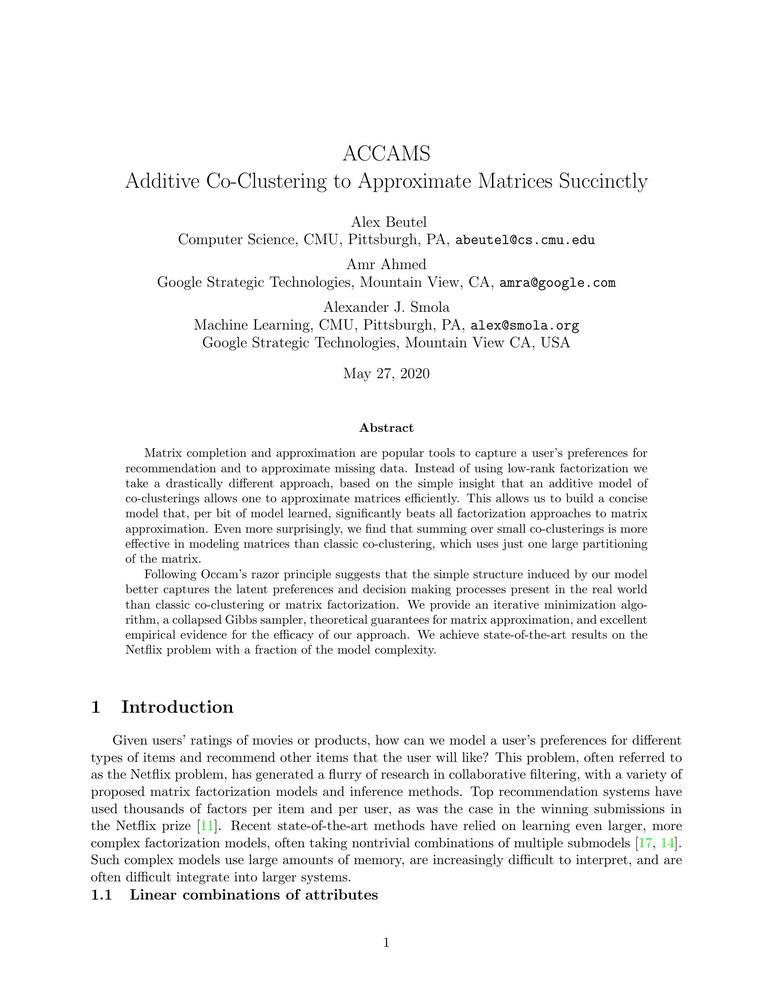 ACCAMS
Additive Co-Clustering to Approximate Matrices Succinctly
Alex Beutel
Computer Science, CMU, Pittsburgh, PA, abeutel@cs.cmu.edu
Amr Ahmed
Google Strategic Technologies, Mountain View, CA, amra@google.com
Alexander J. Smola
Machine Learning, CMU, Pittsburgh, PA, alex@smola.org
Google Strategic Technologies, Mountain View CA, USA
May 27, 2020
Abstract
Matrix completion and approximation are popular tools to capture a user's preferences for
recommendation and to approximate missing data. Instead of using low-rank factorization we
take a drastically different approach, based on the simple insight that an additive model of
co-clusterings allows one to approximate matrices efficiently. This allows us to build a concise
model that, per bit of model learned, significantly beats all factorization approaches to matrix
approximation. Even more surprisingly, we find that summing over small co-clusterings is more
effective in modeling matrices than classic co-clustering, which uses just one large partitioning
of the matrix.
Following Occam's razor principle suggests that the simple structure induced by our model
better captures the latent preferences and decision making processes present in the real world
than classic co-clustering or matrix factorization. We provide an iterative minimization algo-
rithm, a collapsed Gibbs sampler, theoretical guarantees for matrix approximation, and excellent
empirical evidence for the efficacy of our approach. We achieve state-of-the-art results on the
Netflix problem with a fraction of the model complexity.
1 Introduction
Given users' ratings of movies or products, how can we model a user's preferences for different
types of items and recommend other items that the user will like? This problem, often referred to
as the Netflix problem, has generated a flurry of research in collaborative filtering, with a variety of
proposed matrix factorization models and inference methods. Top recommendation systems have
used thousands of factors per item and per user, as was the case in the winning submissions in
the Netflix prize [11]. Recent state-of-the-art methods have relied on learning even larger, more
complex factorization models, often taking nontrivial combinations of multiple submodels [17, 14].
Such complex models use large amounts of memory, are increasingly difficult to interpret, and are
often difficult integrate into larger systems.
1.1 Linear combinations of attributes
1